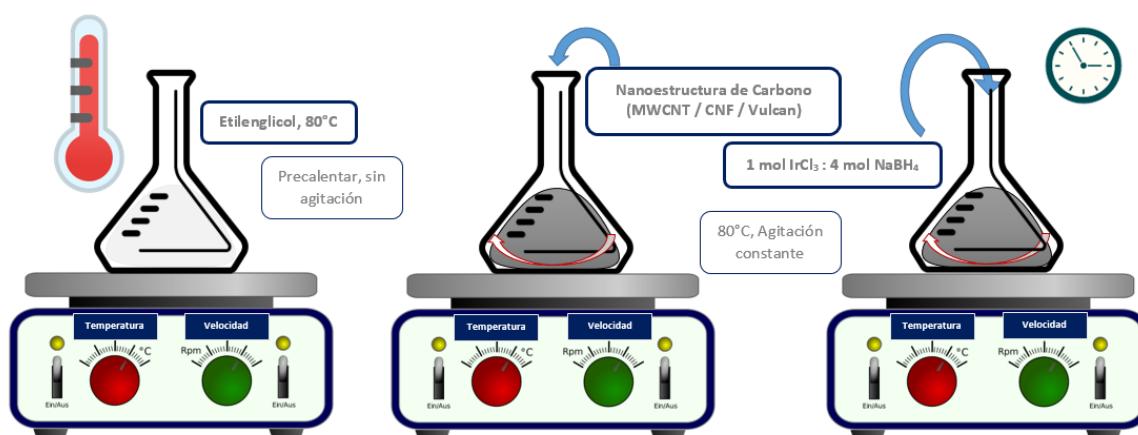 Etilenglicol, 80°C
Precalentar, sin
agitación
Nanoestructura de Carbono
(MWCNT / CNF / Vulcan)
1 mol IrCl₃ : 4 mol NaBH₄
80°C, Agitación
constante
Temperatura
Velocidad
°C
Rpm
Ein/Aus
Ein/Aus
Temperatura
Velocidad
°C
Rpm
Ein/Aus
Ein/Aus
Temperatura
Velocidad
°C
Rpm
Ein/Aus
Ein/Aus